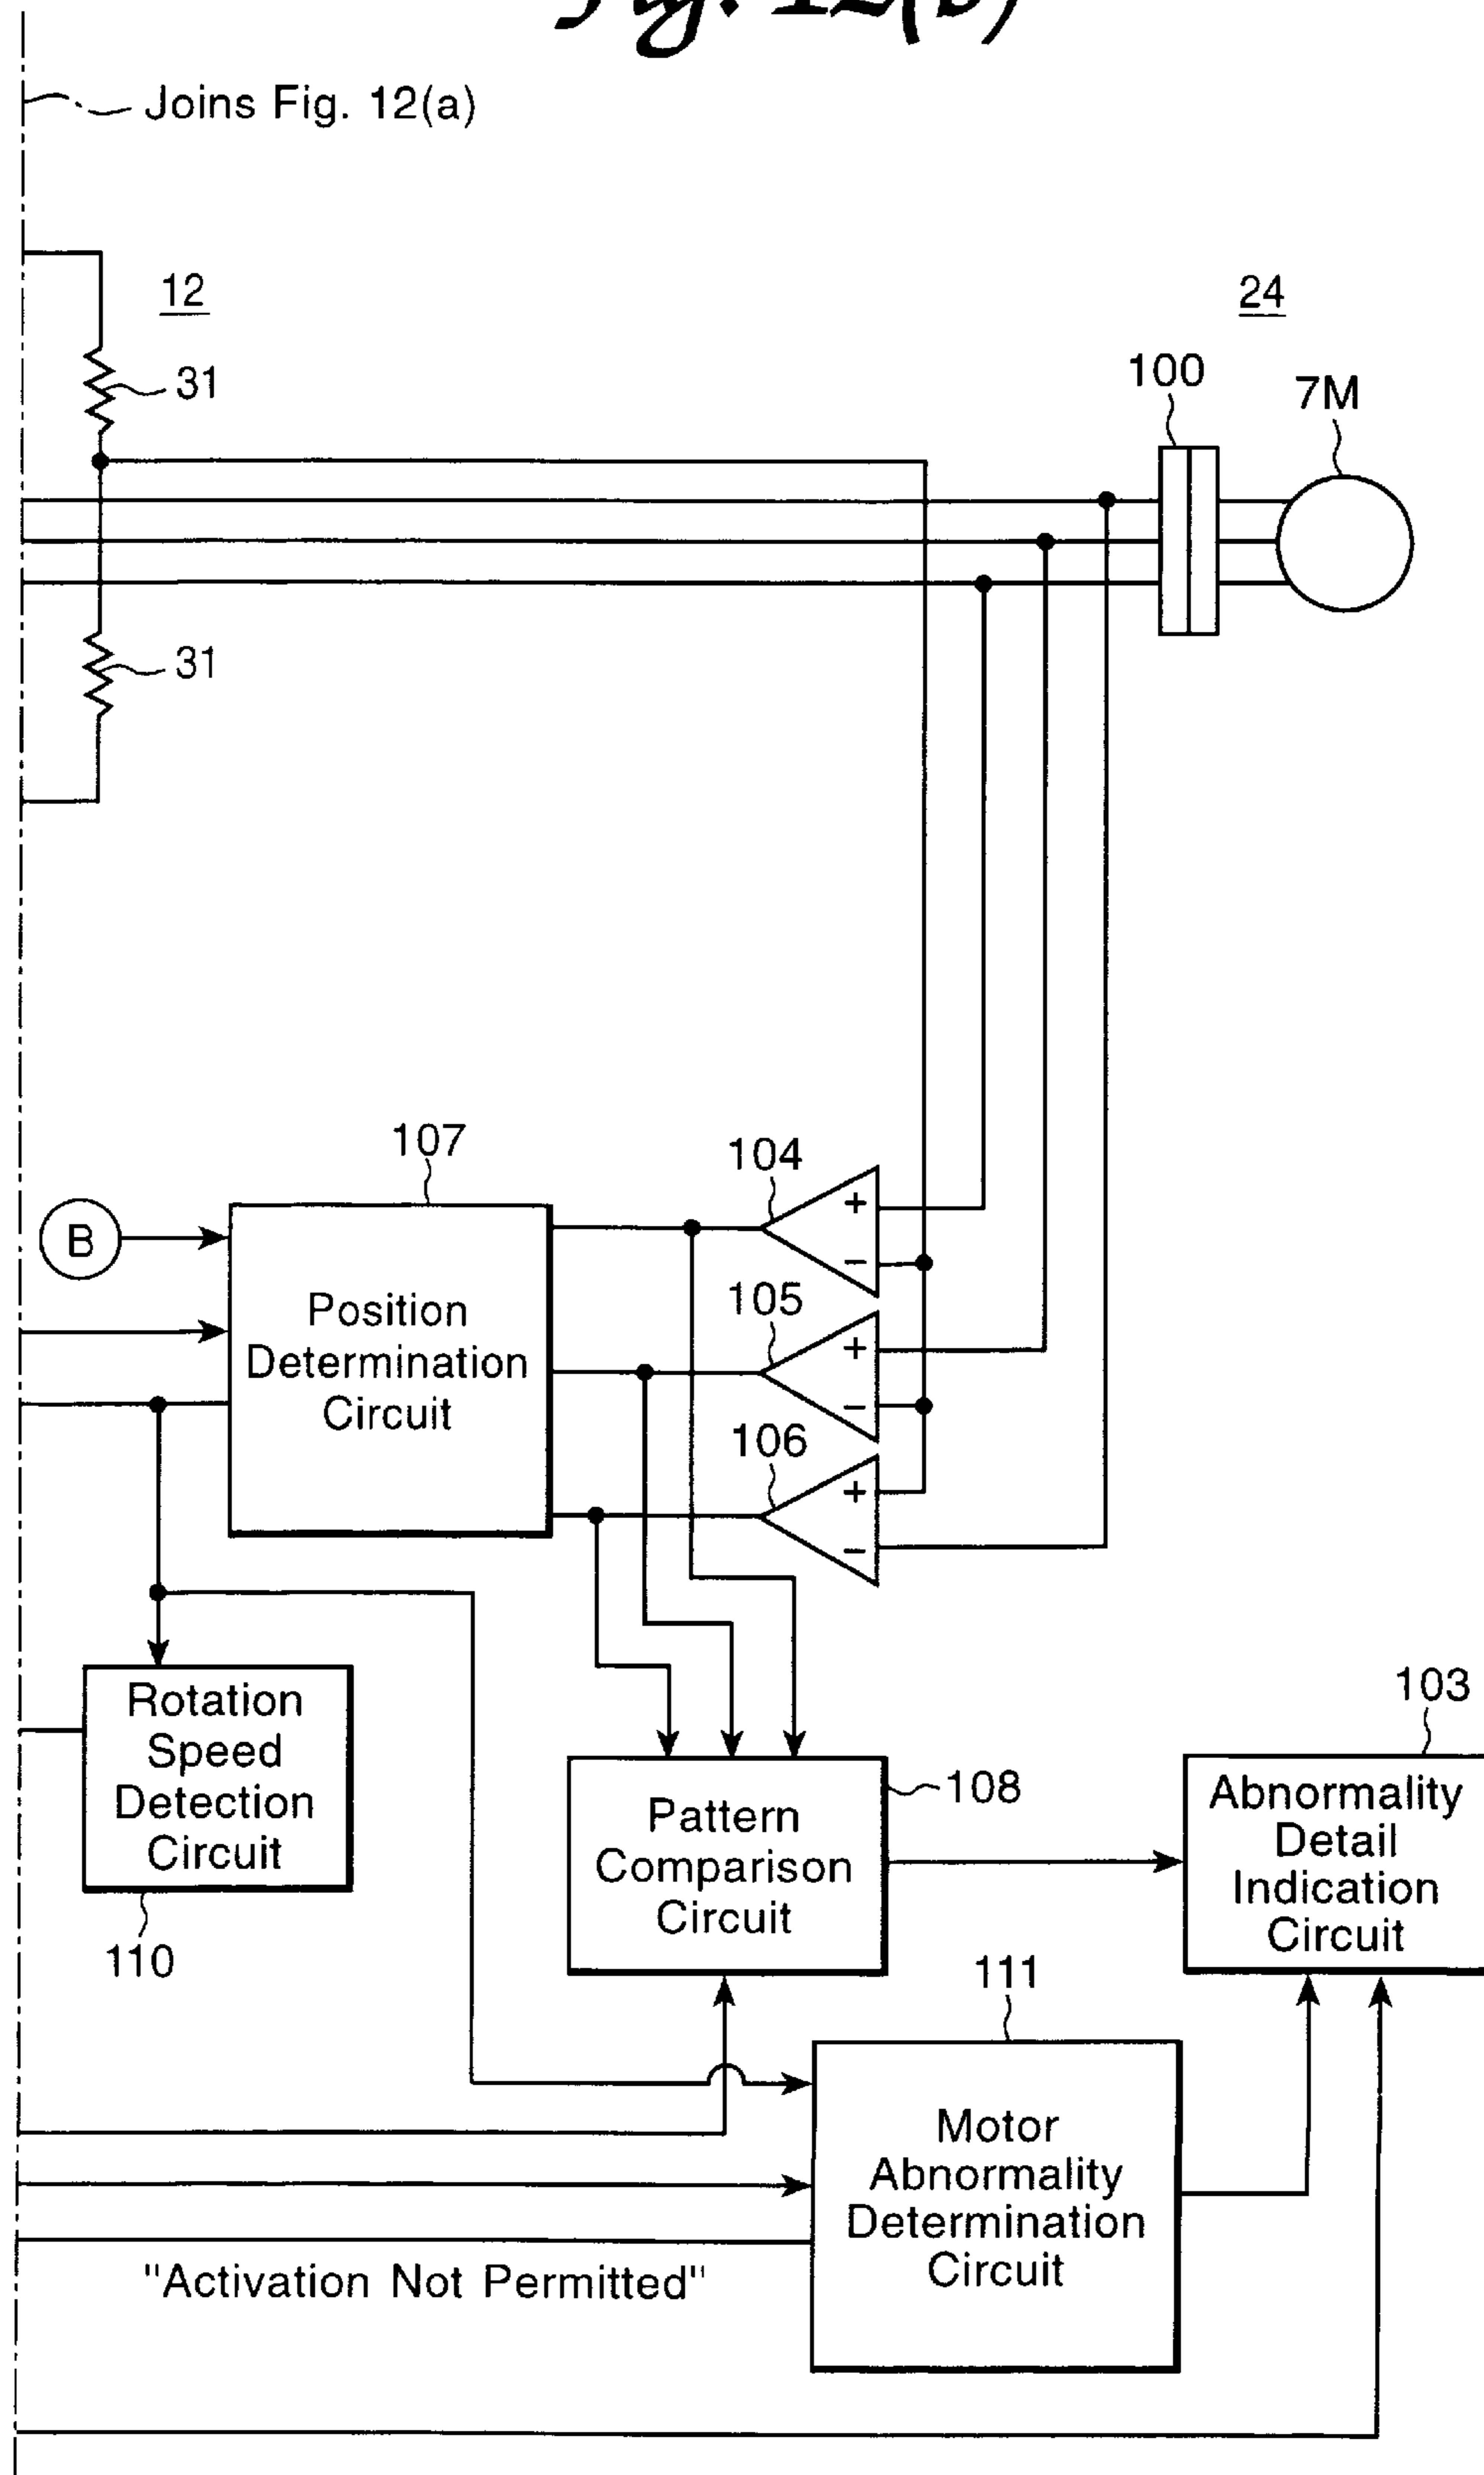 Fig. 12(b)
Joins Fig. 12(a)
12
24
31
100
7M
31
107
104
B
+
−
Position
Determination
Circuit
105
+
−
106
+
−
Rotation
Speed
Detection
Circuit
110
103
108
Pattern
Comparison
Circuit
Abnormality
Detail
Indication
Circuit
111
Motor
Abnormality
Determination
Circuit
"Activation Not Permitted"